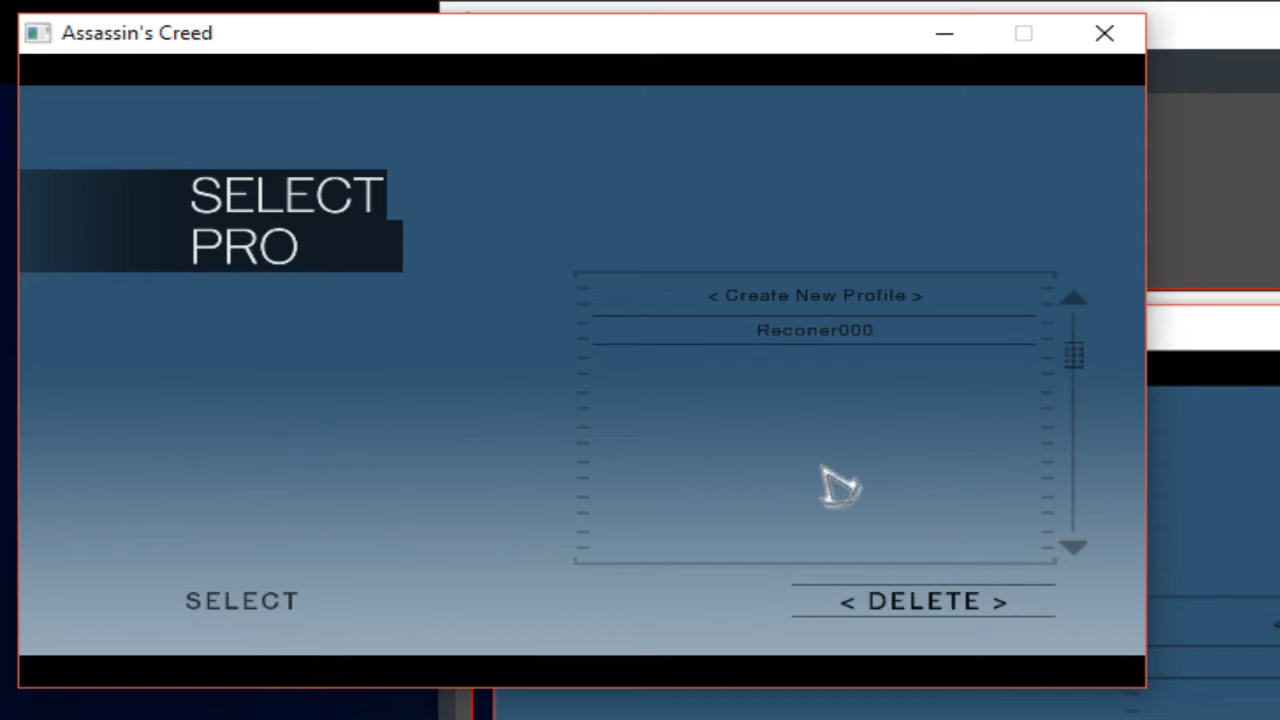 Assassin's Creed
SELECT
PRO
< Create New Profile >
Reconer000
SELECT
< DELETE >